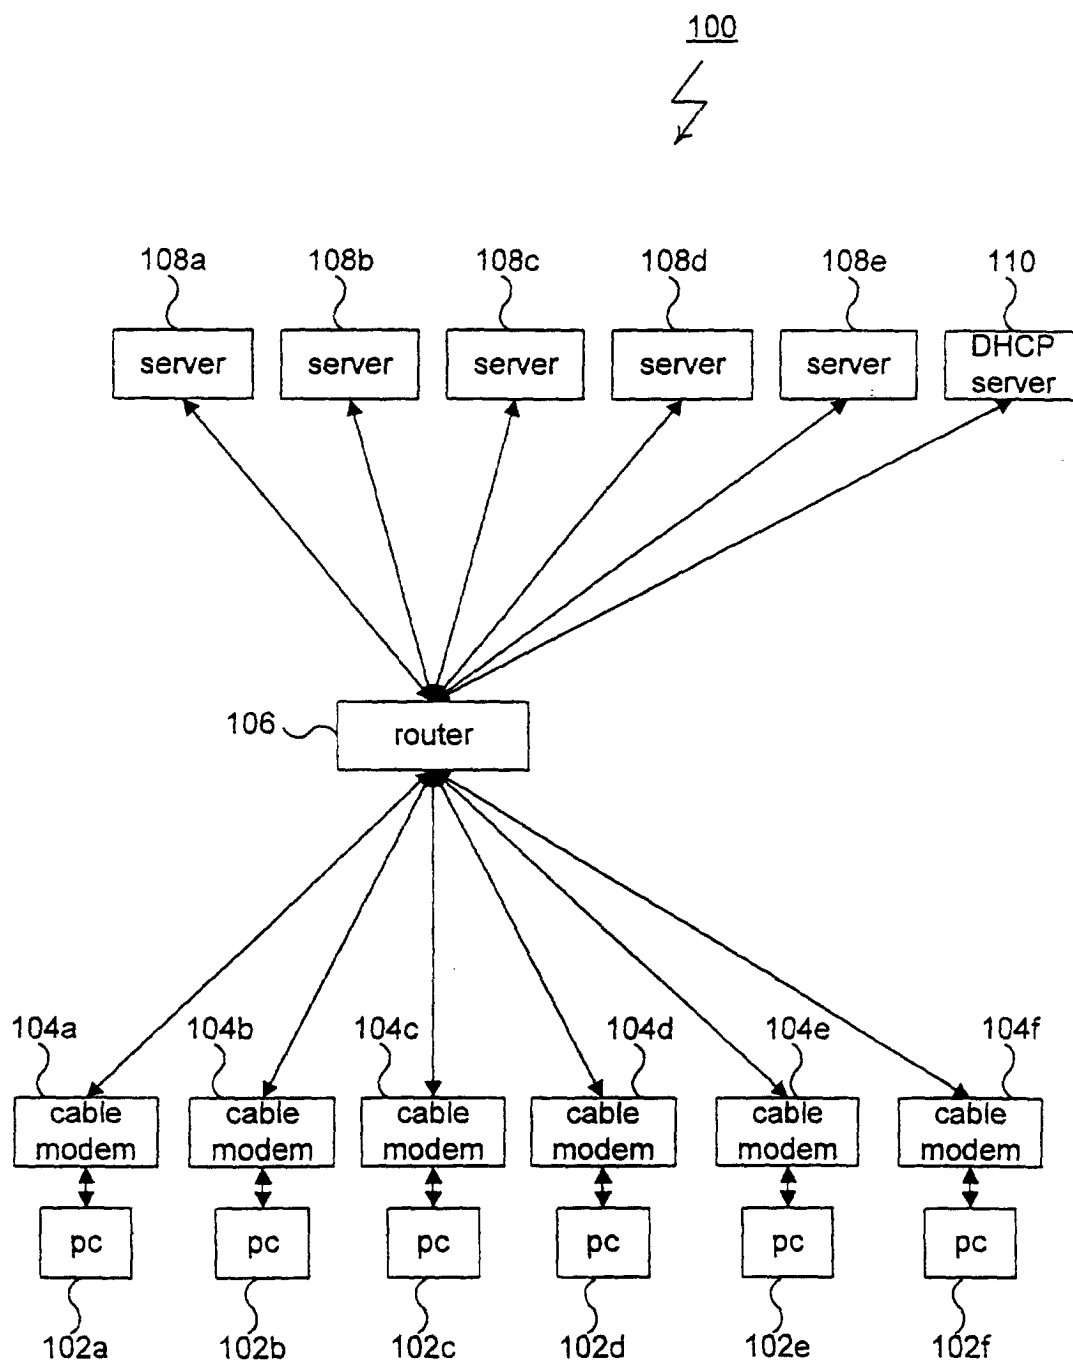 100
108a 108b 108c 108d 108e 110
server server server server server DHCP server
106 router
104a 104b 104c 104d 104e 104f
cable modem cable modem cable modem cable modem cable modem cable modem
pc pc pc pc pc pc
102a 102b 102c 102d 102e 102f